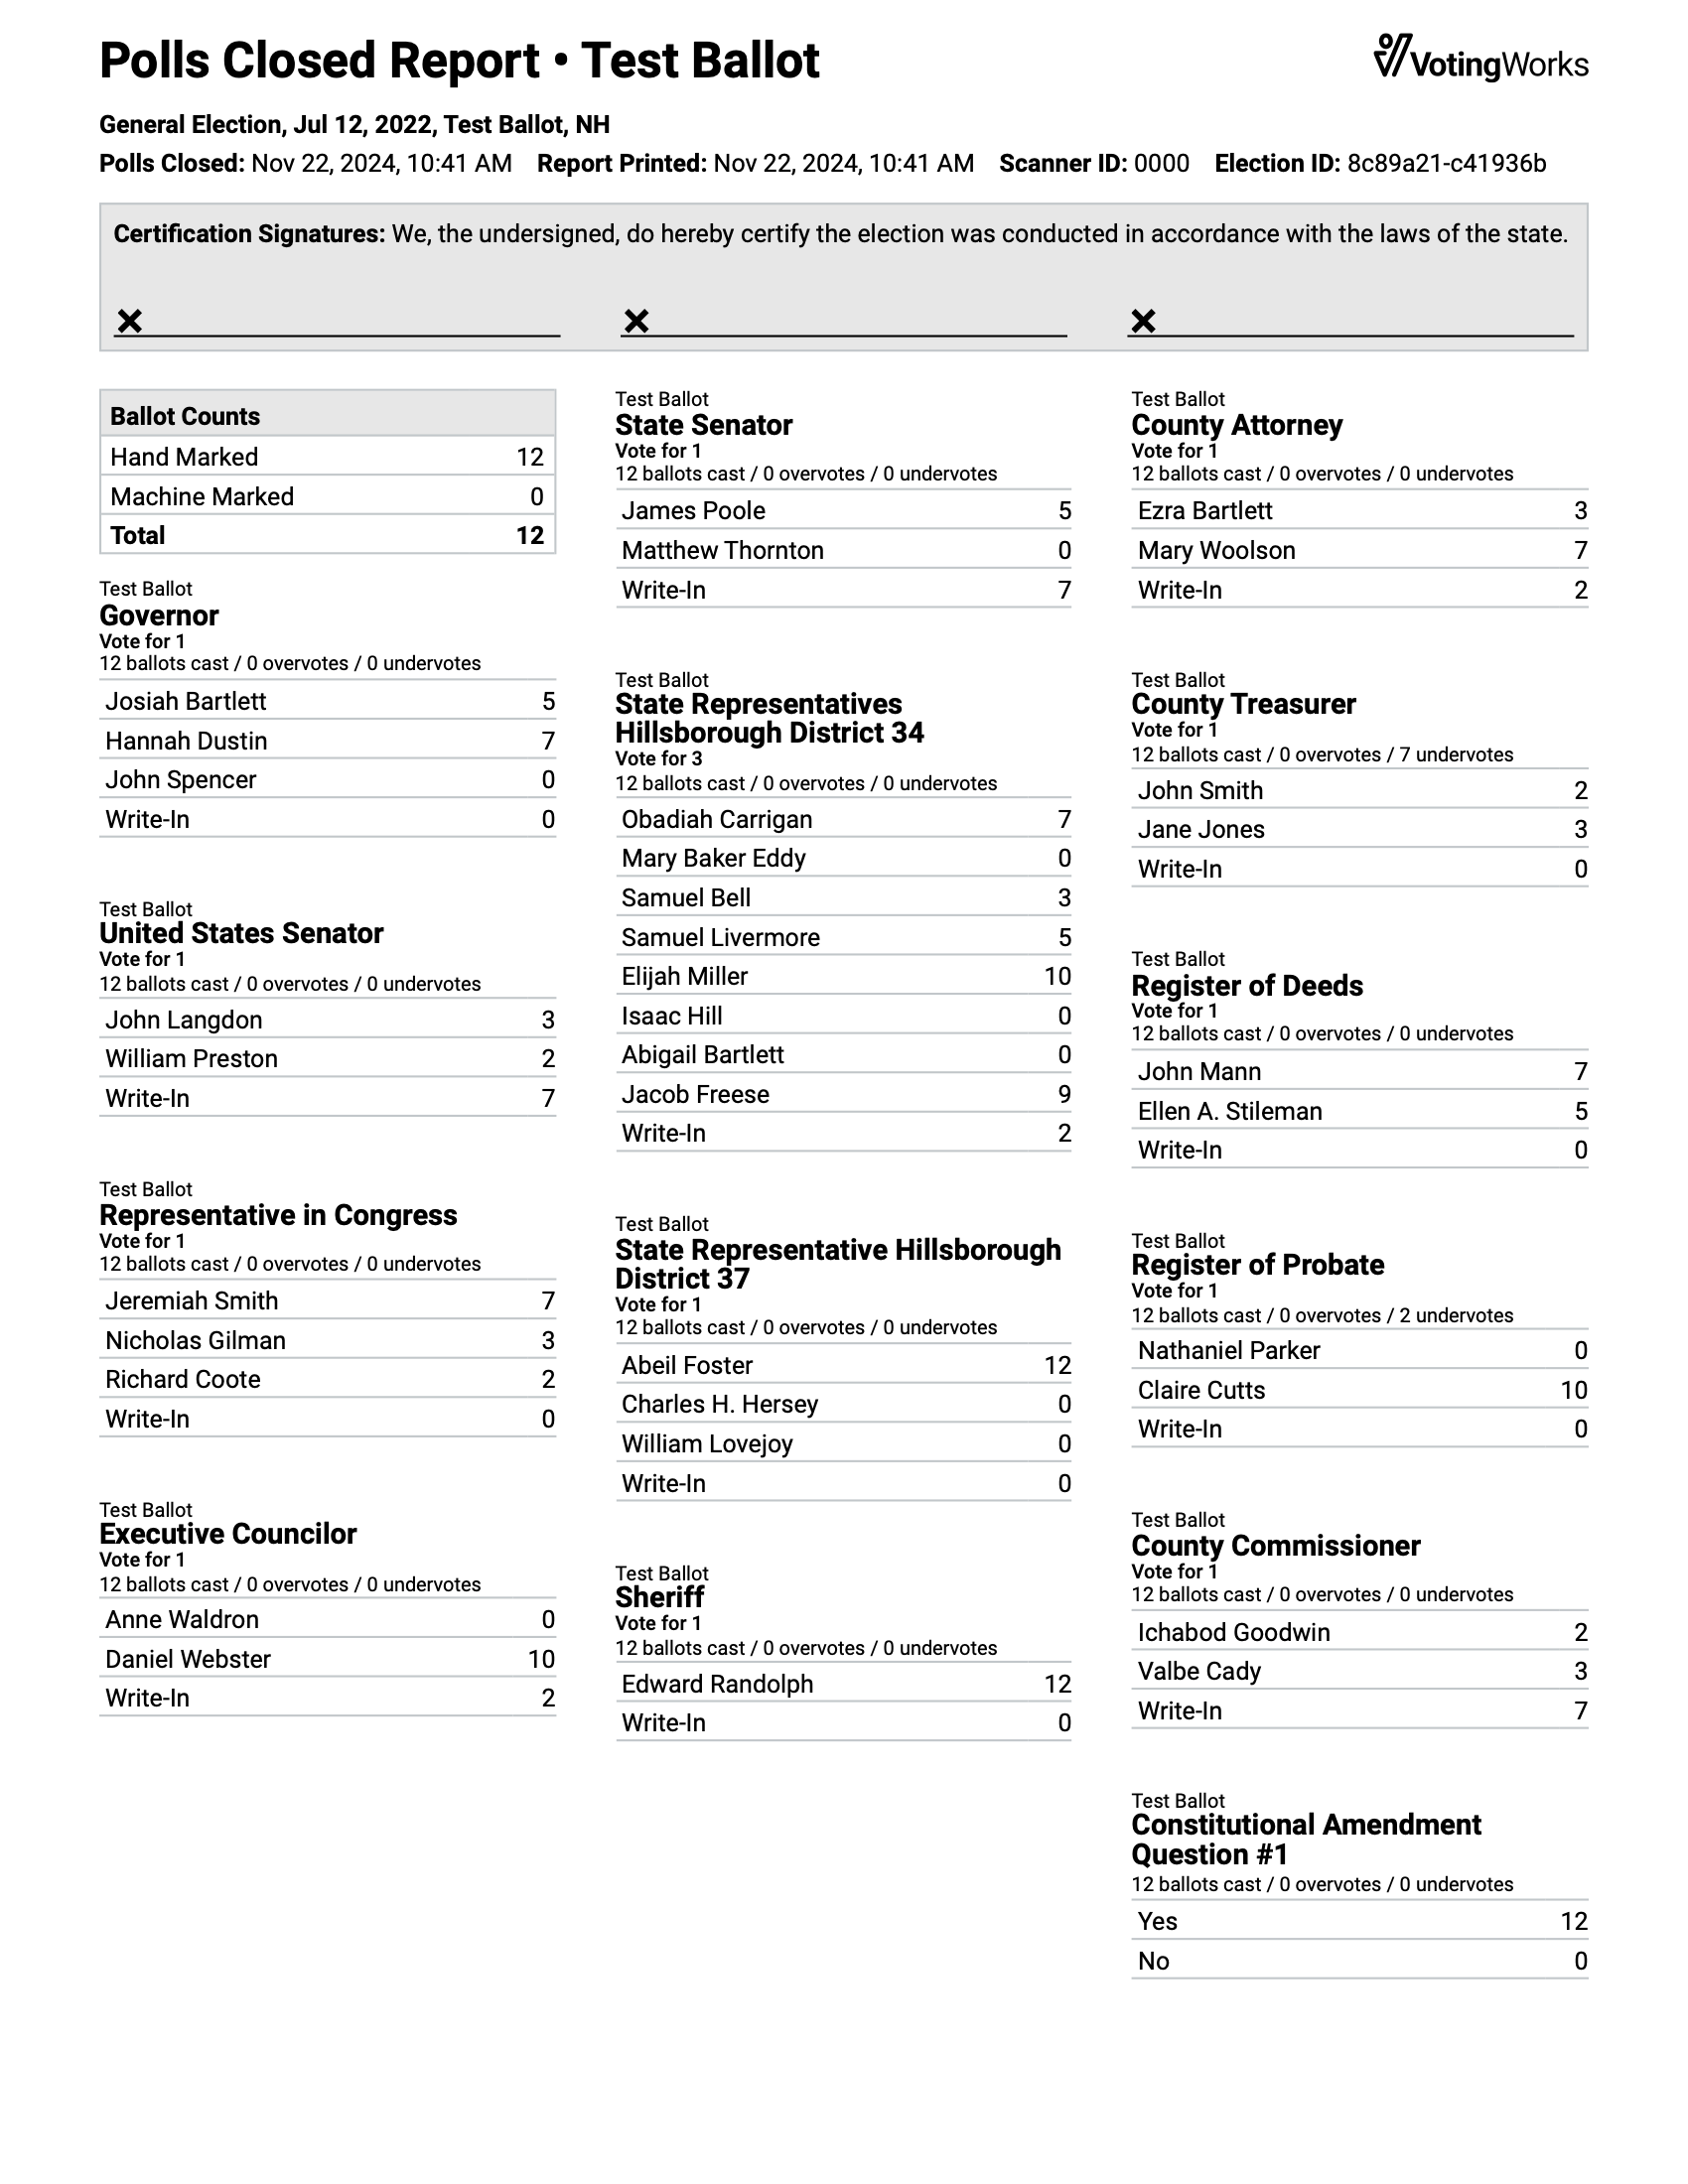 Polls Closed Report • Test Ballot
VotingWorks
General Election, Jul 12, 2022, Test Ballot, NH
Polls Closed: Nov 22, 2024, 10:41 AM Report Printed: Nov 22, 2024, 10:41 AM Scanner ID: 0000 Election ID: 8c89a21-c41936b
Certification Signatures: We, the undersigned, do hereby certify the election was conducted in accordance with the laws of the state.
Ballot Counts
Hand Marked 12
Machine Marked 0
Total 12
Test Ballot
Governor
Vote for 1
12 ballots cast / 0 overvotes / 0 undervotes
Josiah Bartlett 5
Hannah Dustin 7
John Spencer 0
Write-In 0
Test Ballot
United States Senator
Vote for 1
12 ballots cast / 0 overvotes / 0 undervotes
John Langdon 3
William Preston 2
Write-In 7
Test Ballot
Representative in Congress
Vote for 1
12 ballots cast / 0 overvotes / 0 undervotes
Jeremiah Smith 7
Nicholas Gilman 3
Richard Coote 2
Write-In 0
Test Ballot
Executive Councilor
Vote for 1
12 ballots cast / 0 overvotes / 0 undervotes
Anne Waldron 0
Daniel Webster 10
Write-In 2
Test Ballot
State Senator
Vote for 1
12 ballots cast / 0 overvotes / 0 undervotes
James Poole 5
Matthew Thornton 0
Write-In 7
Test Ballot
State Representatives
Hillsborough District 34
Vote for 3
12 ballots cast / 0 overvotes / 0 undervotes
Obadiah Carrigan 7
Mary Baker Eddy 0
Samuel Bell 3
Samuel Livermore 5
Elijah Miller 10
Isaac Hill 0
Abigail Bartlett 0
Jacob Freese 9
Write-In 2
Test Ballot
State Representative Hillsborough
District 37
Vote for 1
12 ballots cast / 0 overvotes / 0 undervotes
Abeil Foster 12
Charles H. Hersey 0
William Lovejoy 0
Write-In 0
Test Ballot
Sheriff
Vote for 1
12 ballots cast / 0 overvotes / 0 undervotes
Edward Randolph 12
Write-In 0
Test Ballot
County Attorney
Vote for 1
12 ballots cast / 0 overvotes / 0 undervotes
Ezra Bartlett 3
Mary Woolson 7
Write-In 2
Test Ballot
County Treasurer
Vote for 1
12 ballots cast / 0 overvotes / 7 undervotes
John Smith 2
Jane Jones 3
Write-In 0
Test Ballot
Register of Deeds
Vote for 1
12 ballots cast / 0 overvotes / 0 undervotes
John Mann 7
Ellen A. Stileman 5
Write-In 0
Test Ballot
Register of Probate
Vote for 1
12 ballots cast / 0 overvotes / 2 undervotes
Nathaniel Parker 0
Claire Cutts 10
Write-In 0
Test Ballot
County Commissioner
Vote for 1
12 ballots cast / 0 overvotes / 0 undervotes
Ichabod Goodwin 2
Valbe Cady 3
Write-In 7
Test Ballot
Constitutional Amendment
Question #1
12 ballots cast / 0 overvotes / 0 undervotes
Yes 12
No 0